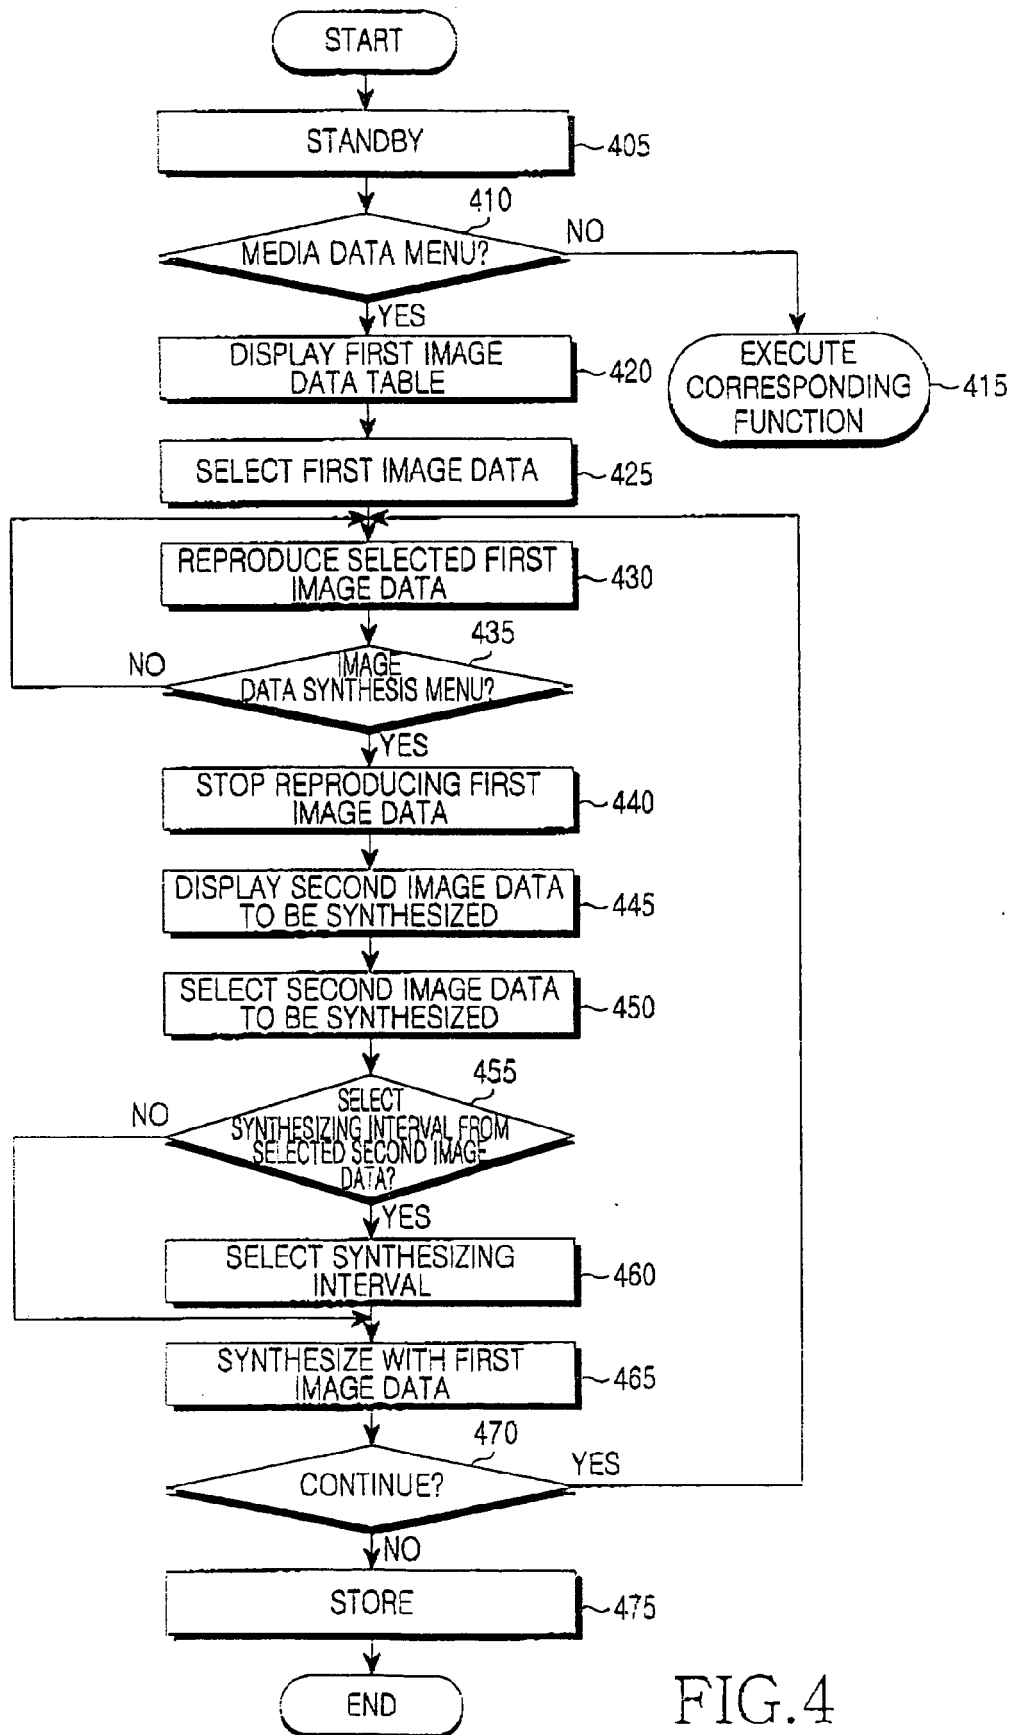 START
STANDBY
405
410
MEDIA DATA MENU?
NO
YES
DISPLAY FIRST IMAGE
DATA TABLE
420
EXECUTE
CORRESPONDING
FUNCTION
415
SELECT FIRST IMAGE DATA
425
REPRODUCE SELECTED FIRST
IMAGE DATA
430
435
NO
IMAGE
DATA SYNTHESIS MENU?
YES
STOP REPRODUCING FIRST
IMAGE DATA
440
DISPLAY SECOND IMAGE DATA
TO BE SYNTHESIZED
445
SELECT SECOND IMAGE DATA
TO BE SYNTHESIZED
450
455
NO
SELECT
SYNTHESIZING INTERVAL FROM
SELECTED SECOND IMAGE
DATA?
YES
SELECT SYNTHESIZING
INTERVAL
460
SYNTHESIZE WITH FIRST
IMAGE DATA
465
470
CONTINUE?
YES
NO
STORE
475
END
FIG.4